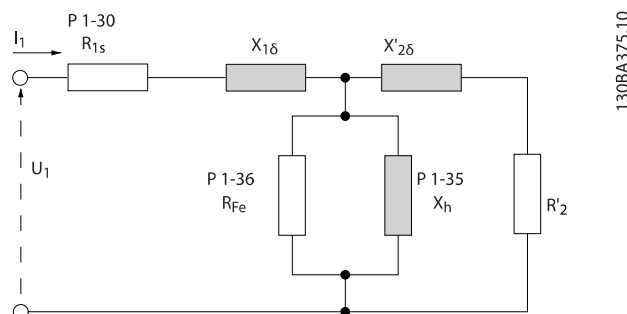 P 1-30
I1
R1s
X1δ
X'2δ
U1
P 1-36
RFe
P 1-35
Xh
R'2
130BA375.10